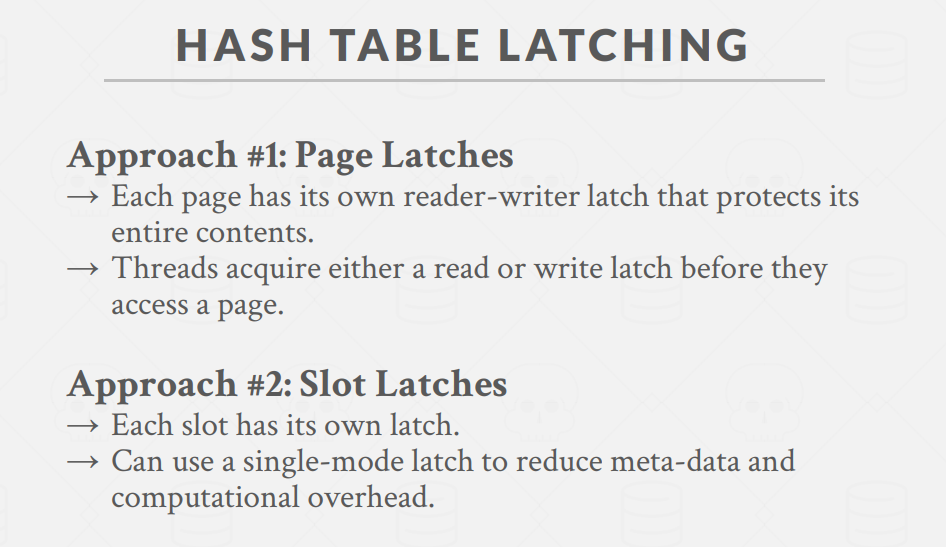 HASH TABLE LATCHING
Approach #1: Page Latches
→ Each page has its own reader-writer latch that protects its
entire contents.
→ Threads acquire either a read or write latch before they
access a page.
Approach #2: Slot Latches
→ Each slot has its own latch.
→ Can use a single-mode latch to reduce meta-data and
computational overhead.